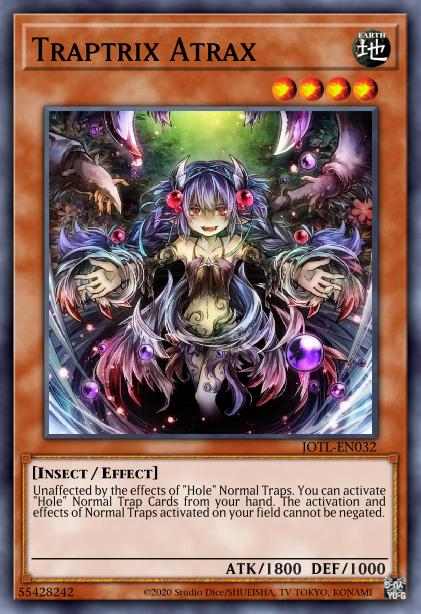 Traptrix Atrax
EARTH
地
JOTL-EN032
[Insect / Effect]
Unaffected by the effects of "Hole" Normal Traps. You can activate
"Hole" Normal Trap Cards from your hand. The activation and
effects of Normal Traps activated on your field cannot be negated.
ATK/1800 DEF/1000
55428242
©2020 Studio Dice/SHUEISHA, TV TOKYO, KONAMI